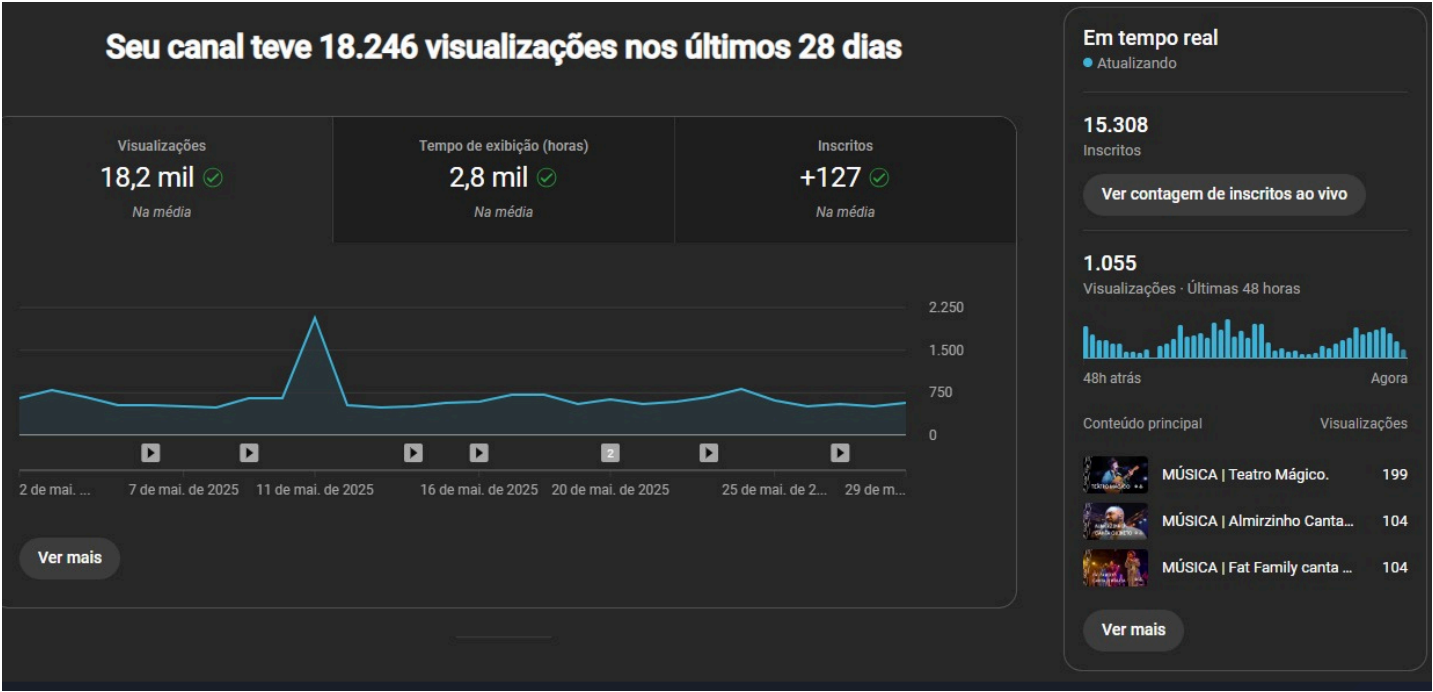 Seu canal teve 18.246 visualizações nos últimos 28 dias
Visualizações
18,2 mil
Na média
Tempo de exibição (horas)
2,8 mil
Na média
Inscritos
+127
Na média
2.250
1.500
750
0
2
2 de mai. ...
7 de mai. de 2025
11 de mai. de 2025
16 de mai. de 2025
20 de mai. de 2025
25 de mai. de 2...
29 de m...
Ver mais
Em tempo real
Atualizando
15.308
Inscritos
Ver contagem de inscritos ao vivo
1.055
Visualizações · Últimas 48 horas
48h atrás
Agora
Conteúdo principal
Visualizações
MÚSICA | Teatro Mágico.
199
MÚSICA | Almirzinho Canta...
104
MÚSICA | Fat Family canta ...
104
Ver mais